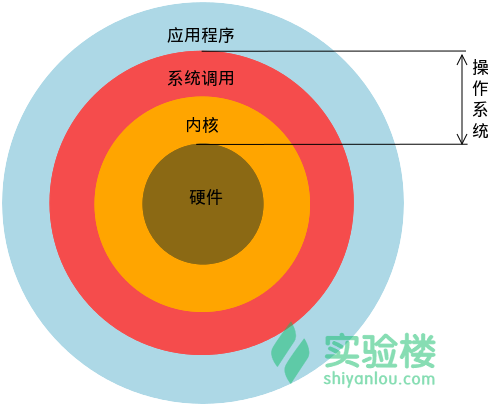 应用程序
系统调用
内核
硬件
操作系统
实验楼
shiyanlou.com